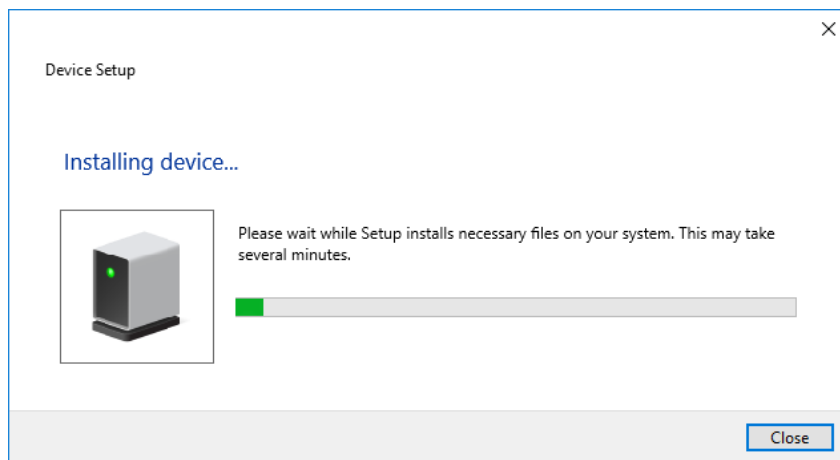 Device Setup
Installing device...
Please wait while Setup installs necessary files on your system. This may take
several minutes.
Close